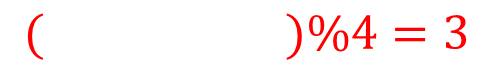 (            )%4 = 3